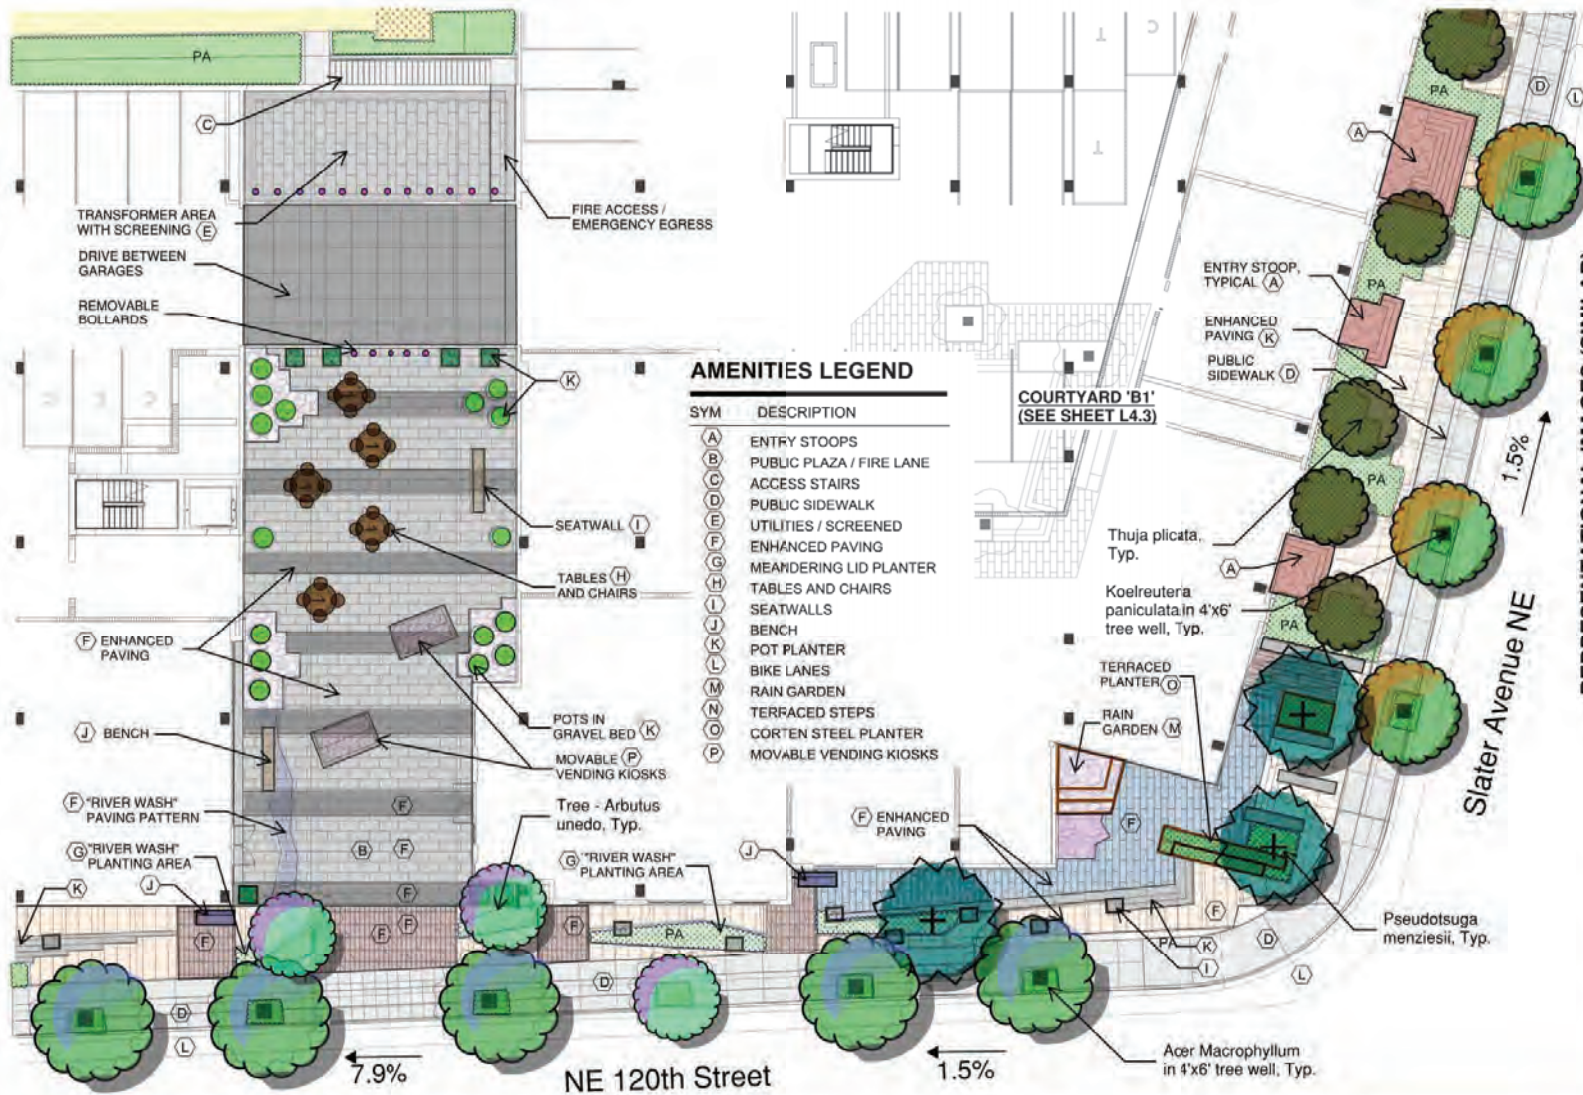 PA
C
TRANSFORMER AREA
WITH SCREENING E
DRIVE BETWEEN
GARAGES
REMOVABLE
BOLLARDS
FIRE ACCESS /
EMERGENCY EGRESS
K
SEATWALL I
TABLES H
AND CHAIRS
F ENHANCED
PAVING
J BENCH
POTS IN
GRAVEL BED K
MOVABLE P
VENDING KIOSKS
F "RIVER WASH"
PAVING PATTERN
G "RIVER WASH"
PLANTING AREA
Tree - Arbutus
unedo, Typ.
G "RIVER WASH"
PLANTING AREA
F
B F
F
K
J
F
F F
F
PA
J
D
L
D
7.9%
NE 120th Street
1.5%
AMENITIES LEGEND
SYM DESCRIPTION
A ENTRY STOOPS
B PUBLIC PLAZA / FIRE LANE
C ACCESS STAIRS
D PUBLIC SIDEWALK
E UTILITIES / SCREENED
F ENHANCED PAVING
G MEANDERING LID PLANTER
H TABLES AND CHAIRS
I SEATWALLS
J BENCH
K POT PLANTER
L BIKE LANES
M RAIN GARDEN
N TERRACED STEPS
O CORTEN STEEL PLANTER
P MOVABLE VENDING KIOSKS
COURTYARD 'B1'
(SEE SHEET L4.3)
T
C
T
PA
D
L
A
ENTRY STOOP,
TYPICAL A
PA
ENHANCED
PAVING K
PUBLIC
SIDEWALK D
1.5%
PA
Thuja plicata,
Typ.
A
Koelreutera
paniculata in 4'x6'
tree well, Typ.
PA
TERRACED
PLANTER O
RAIN
GARDEN M
Slater Avenue NE
F ENHANCED
PAVING
F
F
PA
K
I
D
L
Pseudotsuga
menziesii, Typ.
Acer Macrophyllum
in 4'x6' tree well, Typ.